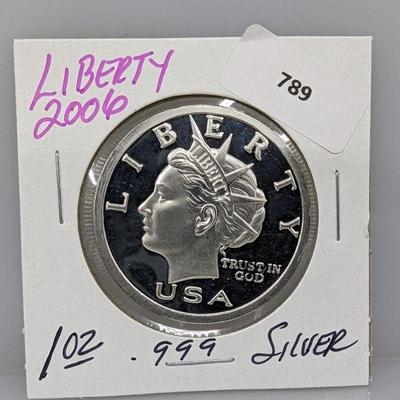 LIBERTY
2006
789
LIBERTY
LIBERTY
TRUST IN
GOD
USA
1 OZ .999 SILVER